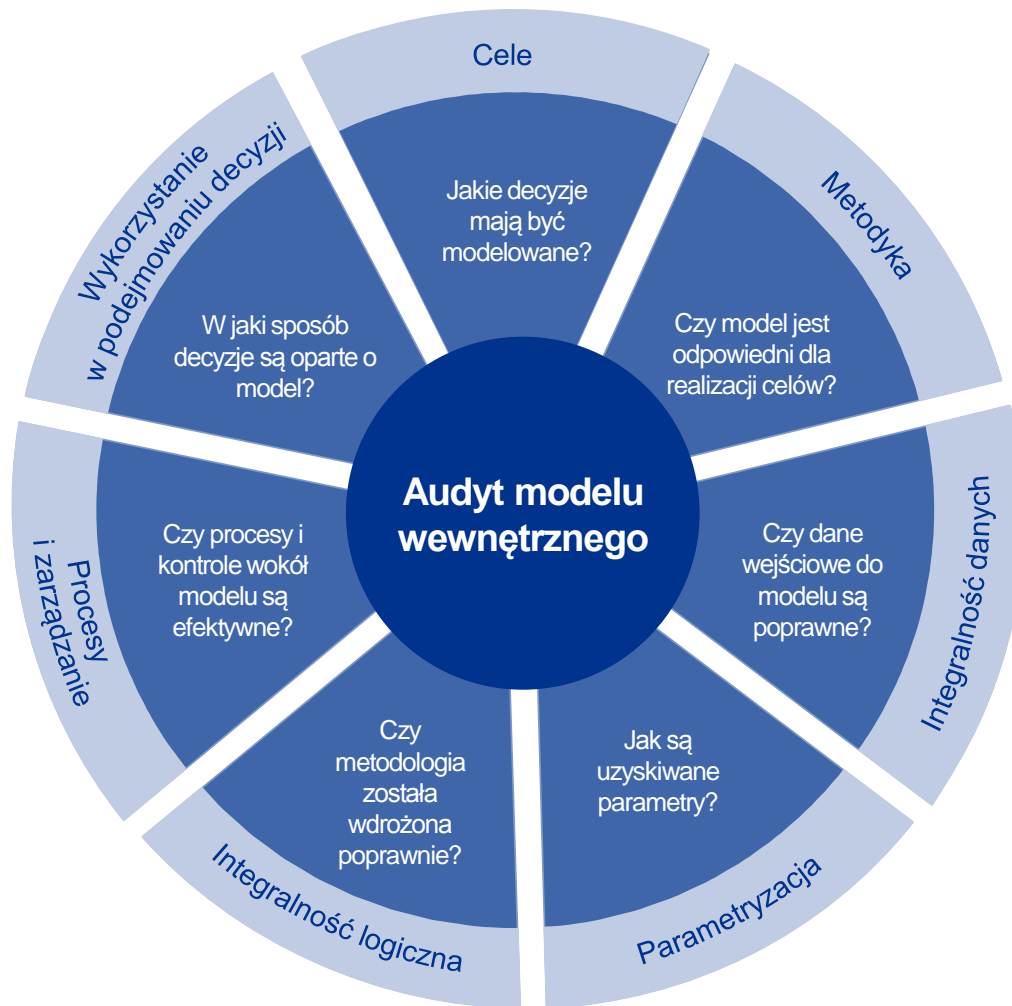 Cele
Jakie decyzje
mają być
modelowane?
Metodyka
Czy model jest
odpowiedni dla
realizacji celów?
Integralność danych
Czy dane
wejściowe do
modelu są
poprawne?
Parametryzacja
Jak są
uzyskiwane
parametry?
Integralność logiczna
Czy
metodologia
została
wdrożona
poprawnie?
Procesy
i zarządzanie
Czy procesy i
kontrole wokół
modelu są
efektywne?
Wykorzystanie
w podejmowaniu decyzji
W jaki sposób
decyzje są oparte o
model?
Audyt modelu
wewnętrznego